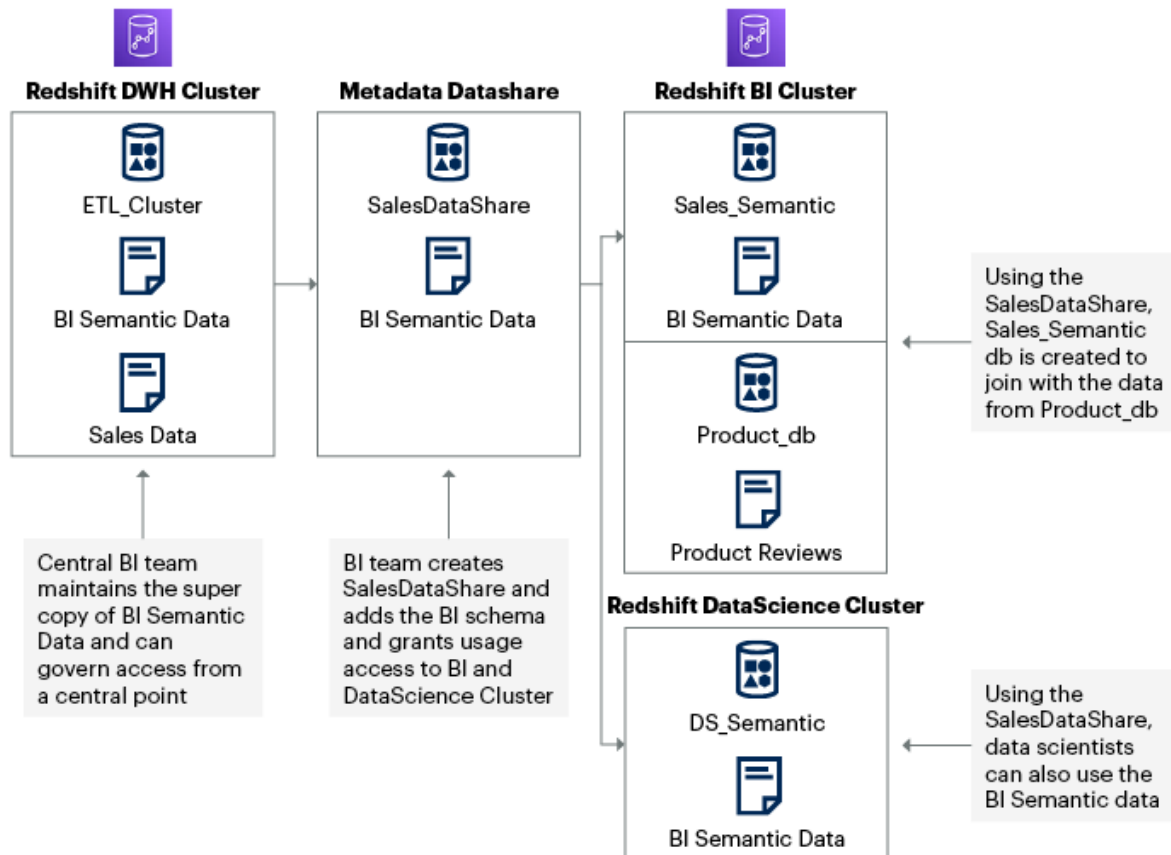 Redshift DWH Cluster
ETL_Cluster
BI Semantic Data
Sales Data
Central BI team
maintains the super
copy of BI Semantic
Data and can
govern access from
a central point
Metadata Datashare
SalesDataShare
BI Semantic Data
BI team creates
SalesDataShare and
adds the BI schema
and grants usage
access to BI and
DataScience Cluster
Redshift BI Cluster
Sales_Semantic
BI Semantic Data
Product_db
Product Reviews
Using the
SalesDataShare,
Sales_Semantic
db is created to
join with the data
from Product_db
Redshift DataScience Cluster
DS_Semantic
BI Semantic Data
Using the
SalesDataShare,
data scientists
can also use the
BI Semantic data